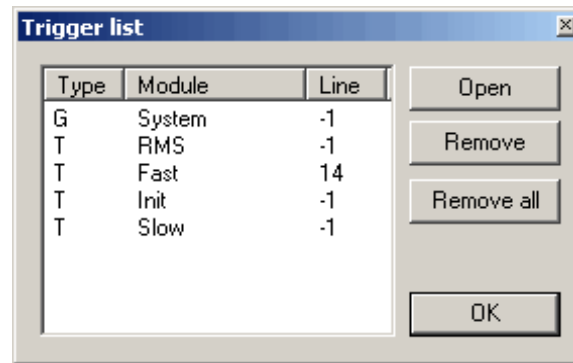 Trigger list
Type Module Line
G System -1
T RMS -1
T Fast 14
T Init -1
T Slow -1
Open
Remove
Remove all
OK